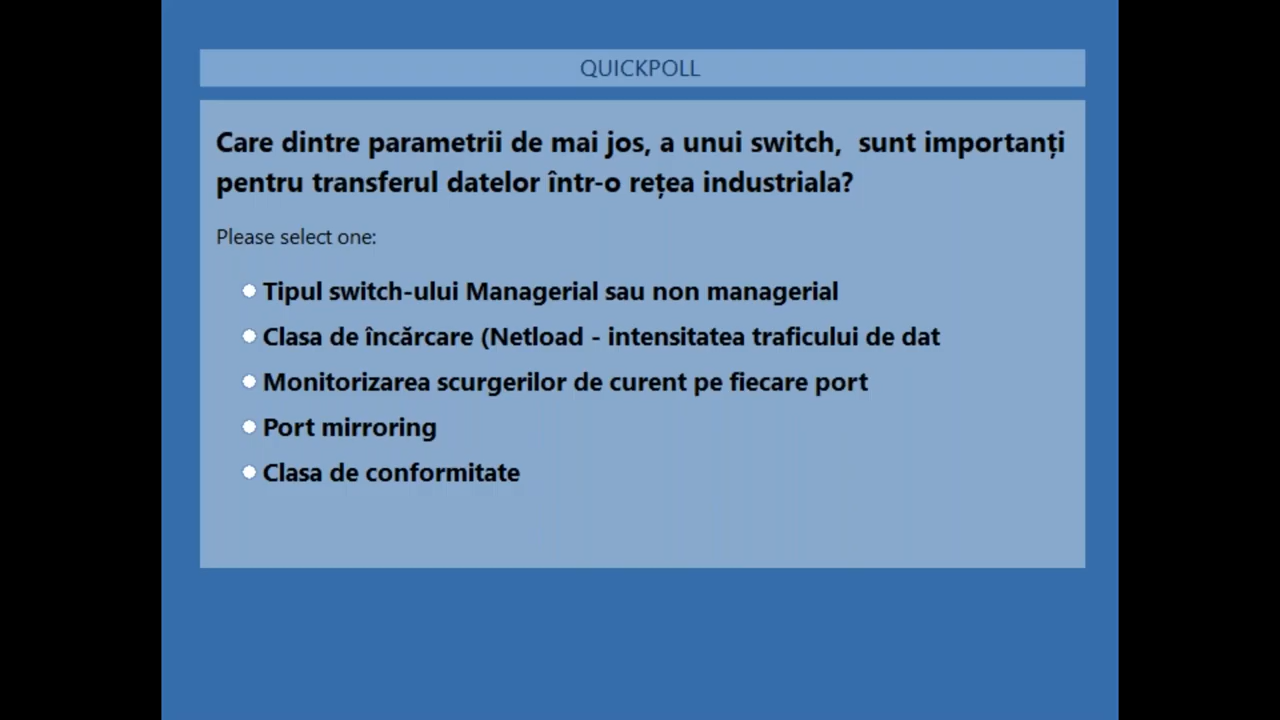 QUICKPOLL
Care dintre parametrii de mai jos, a unui switch,  sunt importanți
pentru transferul datelor într-o rețea industriala?
Please select one:
Tipul switch-ului Managerial sau non managerial
Clasa de încărcare (Netload - intensitatea traficului de dat
Monitorizarea scurgerilor de curent pe fiecare port
Port mirroring
Clasa de conformitate